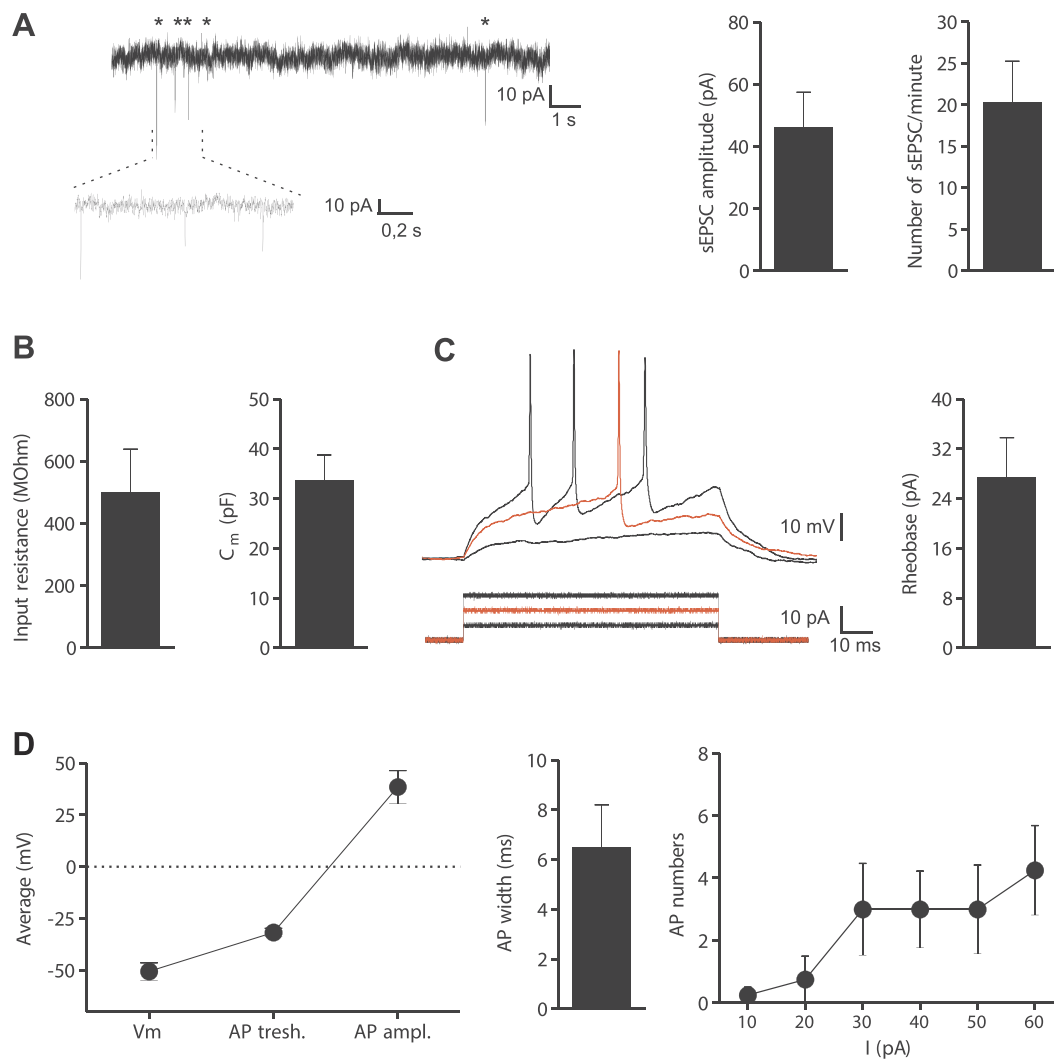 A
* ** * *
10 pA
1 s
10 pA
0,2 s
sEPSC amplitude (pA)
80
60
40
20
0
Number of sEPSC/minute
30
25
20
15
10
5
0
B
Input resistance (MOhm)
800
600
400
200
0
Cm (pF)
50
40
30
20
10
0
C
10 mV
10 pA
10 ms
Rheobase (pA)
40
32
24
16
8
0
D
Average (mV)
50
25
0
-25
-50
Vm AP tresh. AP ampl.
AP width (ms)
10
8
6
4
2
0
AP numbers
8
6
4
2
0
10 20 30 40 50 60
I (pA)